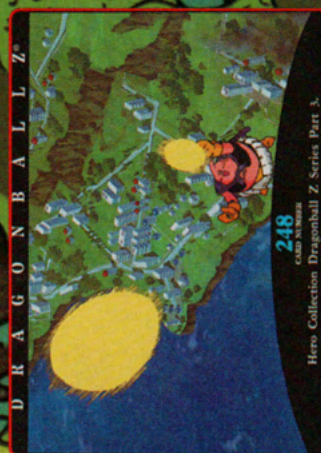 DRAGONBALL Z®
248
CARD NUMBER
Hero Collection Dragonball Z Series Part 3.